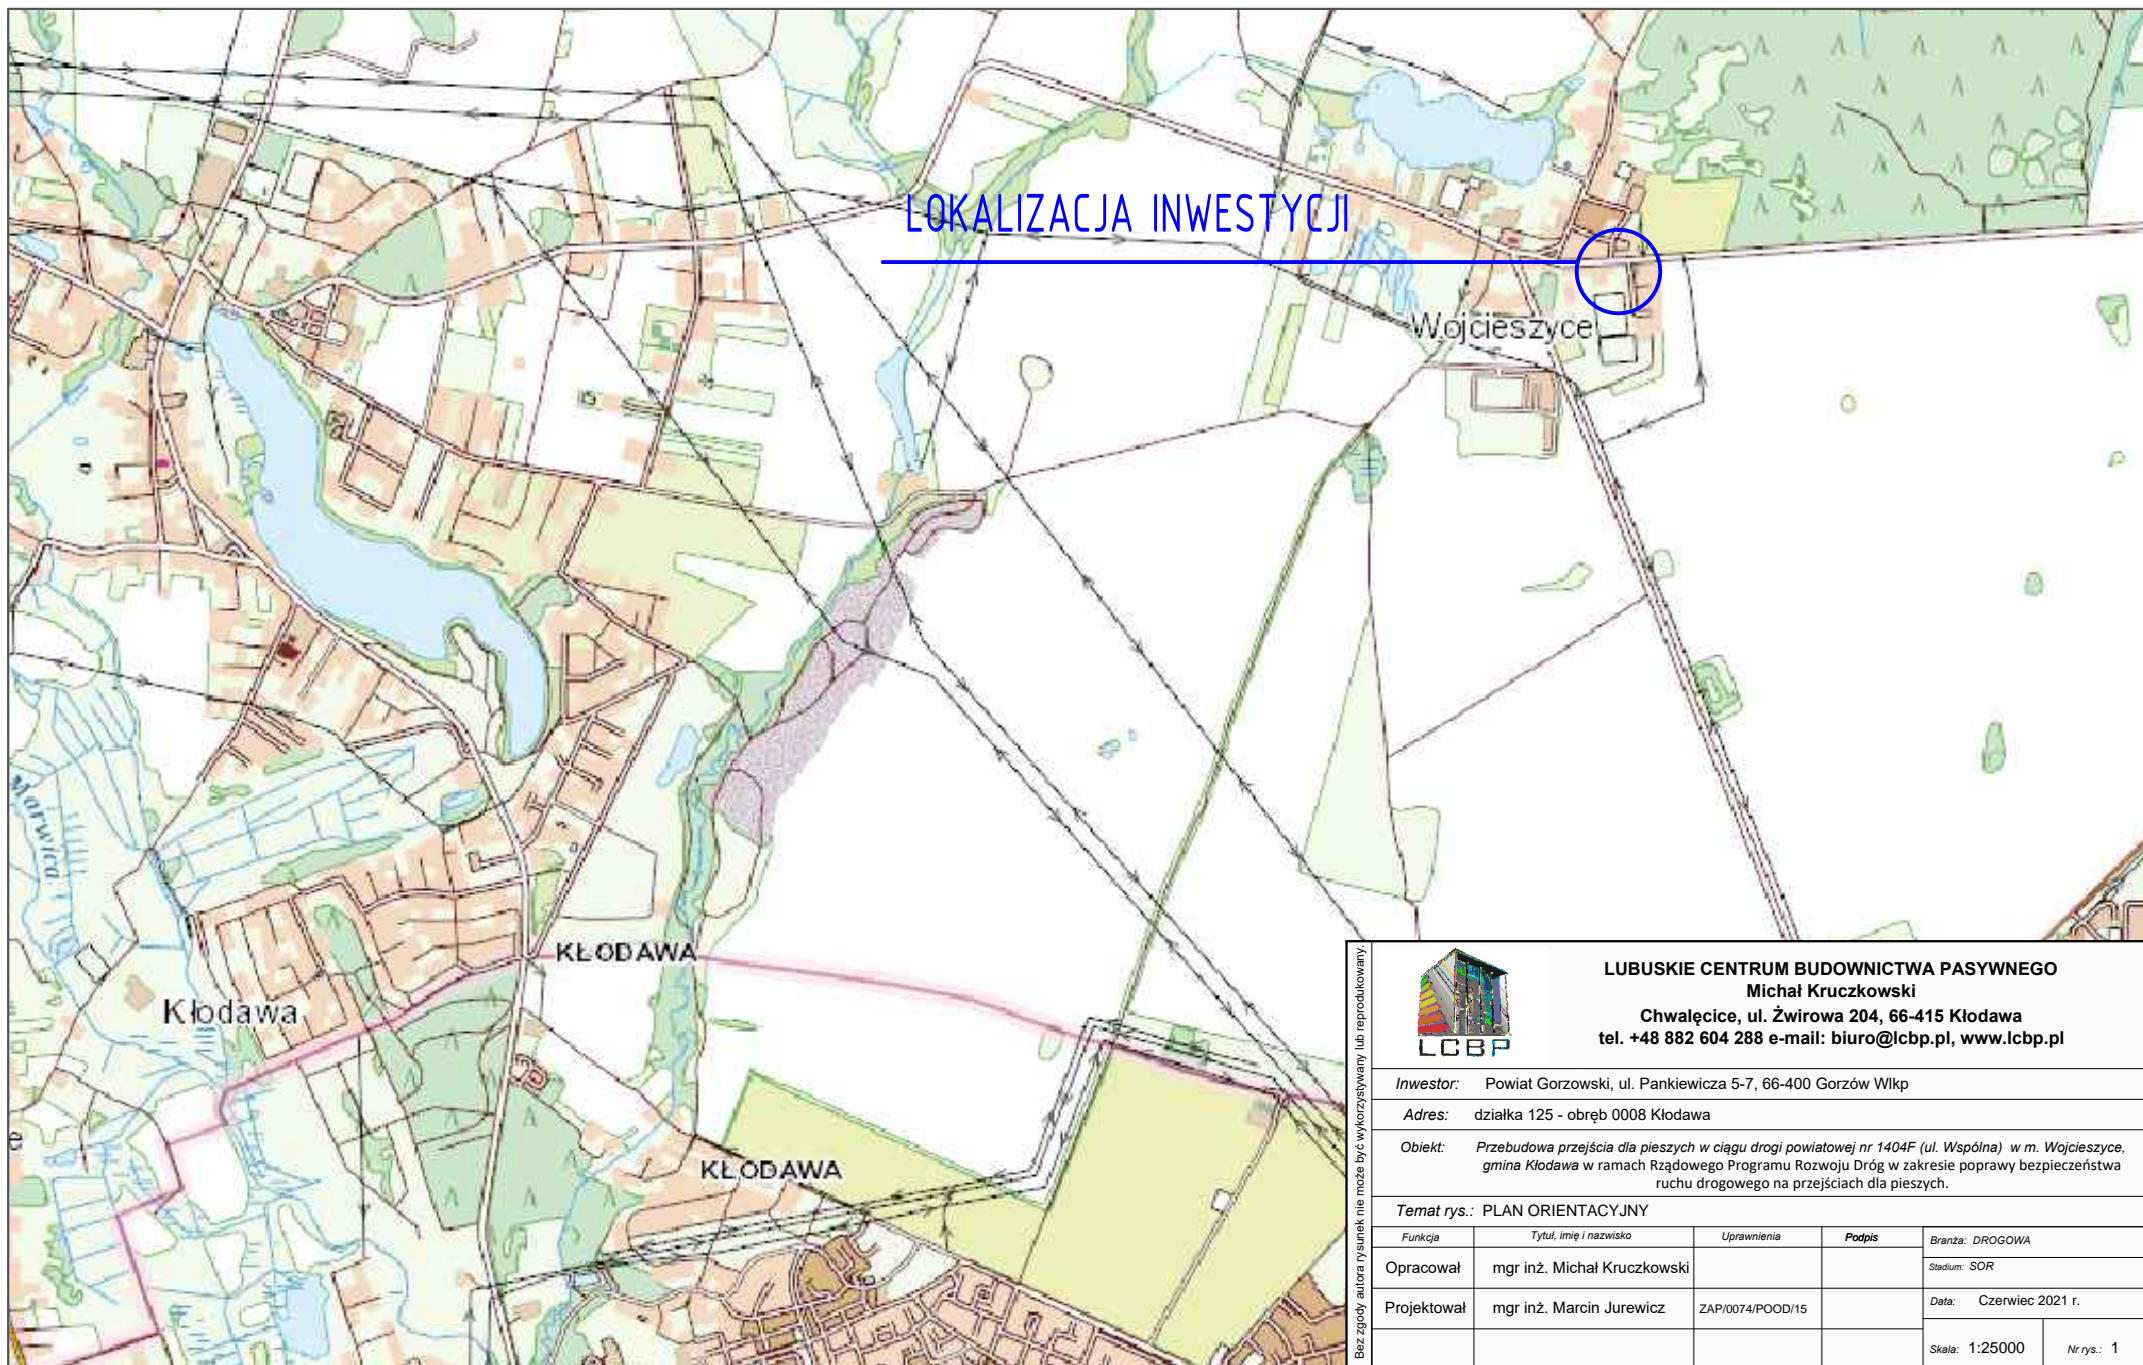 LOKALIZACJA INWESTYCJI
Wojcieszyce
Marwica
KŁODAWA
Kłodawa
KŁODAWA
Bez zgody autora rysunek nie może być wykorzystywany lub reprodukowany.
LCBP
LUBUSKIE CENTRUM BUDOWNICTWA PASYWNEGO
Michał Kruczkowski
Chwalęcice, ul. Żwirowa 204, 66-415 Kłodawa
tel. +48 882 604 288 e-mail: biuro@lcbp.pl, www.lcbp.pl
Inwestor: Powiat Gorzowski, ul. Pankiewicza 5-7, 66-400 Gorzów Wlkp
Adres: działka 125 - obręb 0008 Kłodawa
Obiekt: Przebudowa przejścia dla pieszych w ciągu drogi powiatowej nr 1404F (ul. Wspólna) w m. Wojcieszyce,
gmina Kłodawa w ramach Rządowego Programu Rozwoju Dróg w zakresie poprawy bezpieczeństwa
ruchu drogowego na przejściach dla pieszych.
Temat rys.: PLAN ORIENTACYJNY
Funkcja Tytuł, imię i nazwisko Uprawnienia Podpis Branża: DROGOWA
Opracował mgr inż. Michał Kruczkowski Stadium: SOR
Projektował mgr inż. Marcin Jurewicz ZAP/0074/POOD/15 Data: Czerwiec 2021 r.
Skala: 1:25000 Nr rys.: 1